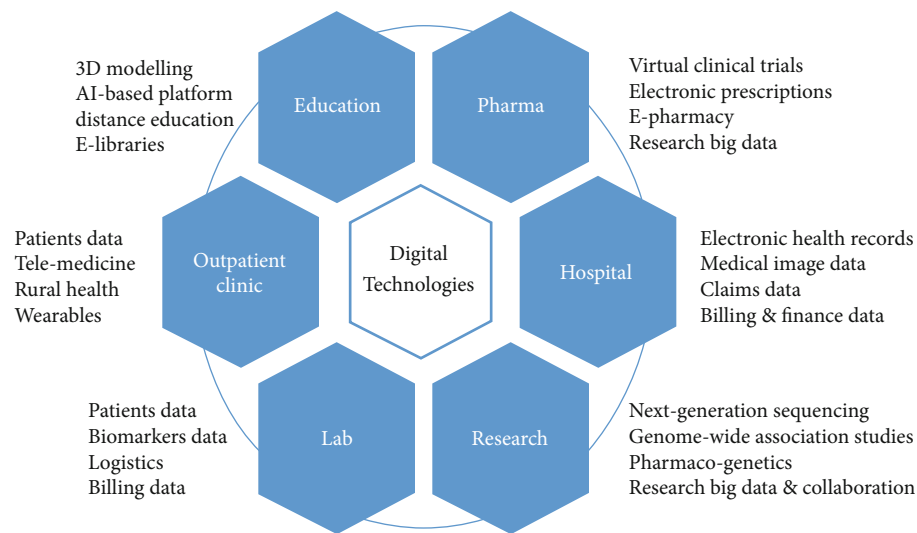 3D modelling
AI-based platform
distance education
E-libraries
Education
Pharma
Virtual clinical trials
Electronic prescriptions
E-pharmacy
Research big data
Patients data
Tele-medicine
Rural health
Wearables
Outpatient
clinic
Digital
Technologies
Hospital
Electronic health records
Medical image data
Claims data
Billing & finance data
Patients data
Biomarkers data
Logistics
Billing data
Lab
Research
Next-generation sequencing
Genome-wide association studies
Pharmaco-genetics
Research big data & collaboration